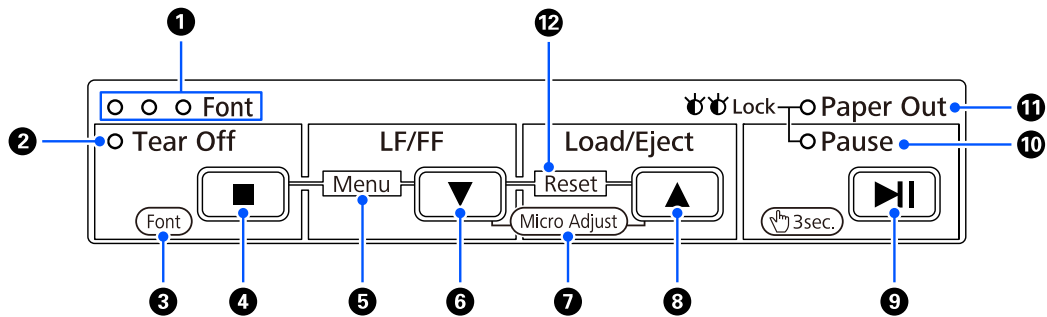 1 12
Font Lock Paper Out 11
2 Tear Off LF/FF Load/Eject Pause 10
Menu Reset
Font Micro Adjust 3sec.
3 4 5 6 7 8 9